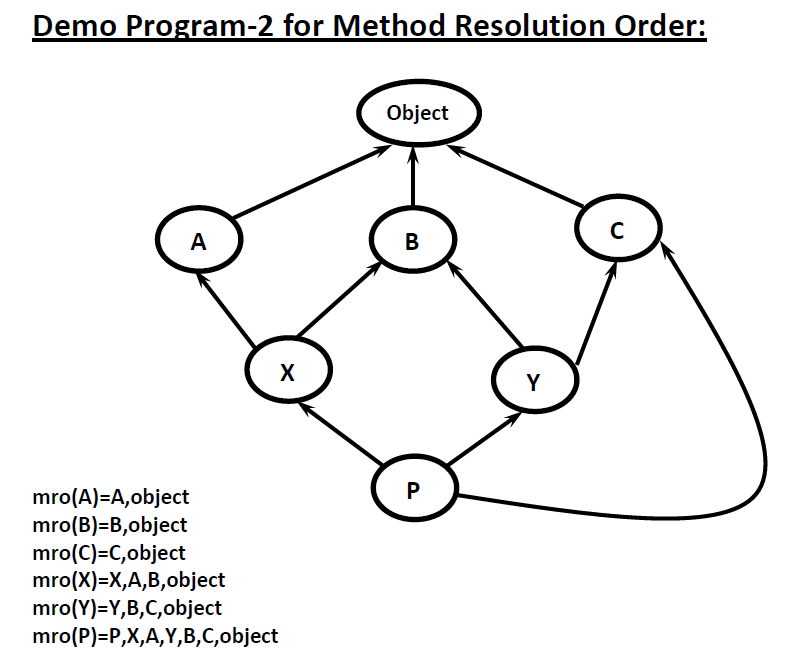 Demo Program-2 for Method Resolution Order:
Object
A
B
C
X
Y
P
mro(A)=A,object
mro(B)=B,object
mro(C)=C,object
mro(X)=X,A,B,object
mro(Y)=Y,B,C,object
mro(P)=P,X,A,Y,B,C,object